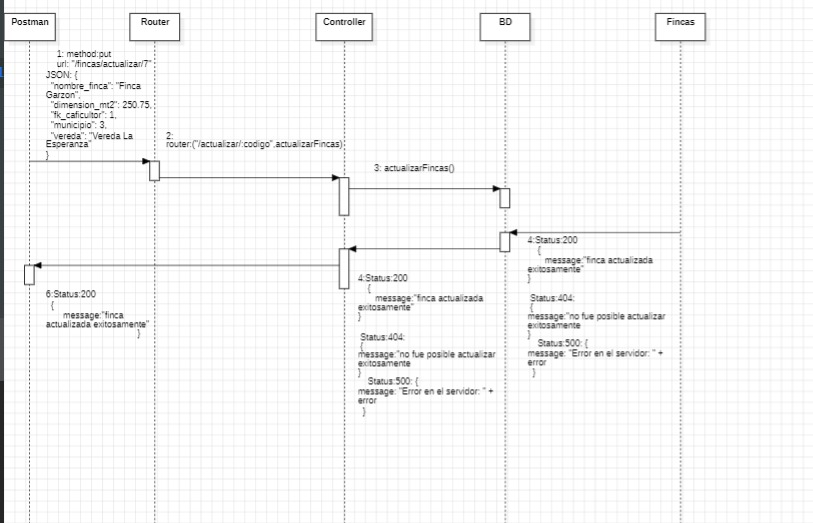 Postman
Router
Controller
BD
Fincas
1: method:put
url: "/fincas/actualizar/7"
JSON: {
"nombre_finca": "Finca
Garzon",
"dimension_mt2": 250.75,
"fk_caficultor": 1,
"municipio": 3,
"vereda": "Vereda La
Esperanza"
}
2:
router:("/actualizar/:codigo",actualizarFincas)
3: actualizarFincas()
4:Status:200
{
message:"finca actualizada
exitosamente"
}
Status:404:
{
message:"no fue posible actualizar
exitosamente
}
Status:500: {
message: "Error en el servidor: " +
error
}
4:Status:200
{
message:"finca actualizada
exitosamente"
}
Status:404:
{
message:"no fue posible actualizar
exitosamente
}
Status:500: {
message: "Error en el servidor: " +
error
}
6:Status:200
{
message:"finca
actualizada exitosamente"
}